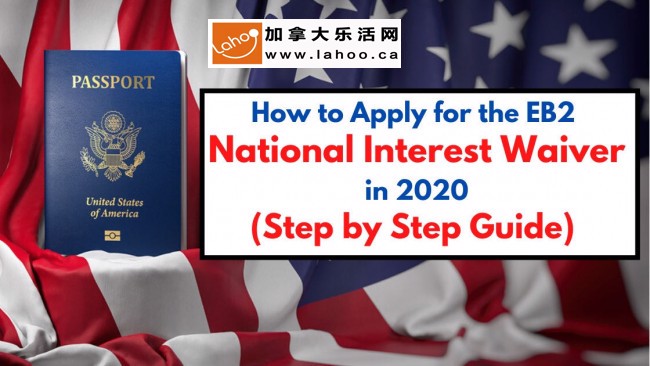 Lahoo
加拿大乐活网
www.lahoo.ca
PASSPORT
United States
of America
How to Apply for the EB2
National Interest Waiver
in 2020
(Step by Step Guide)